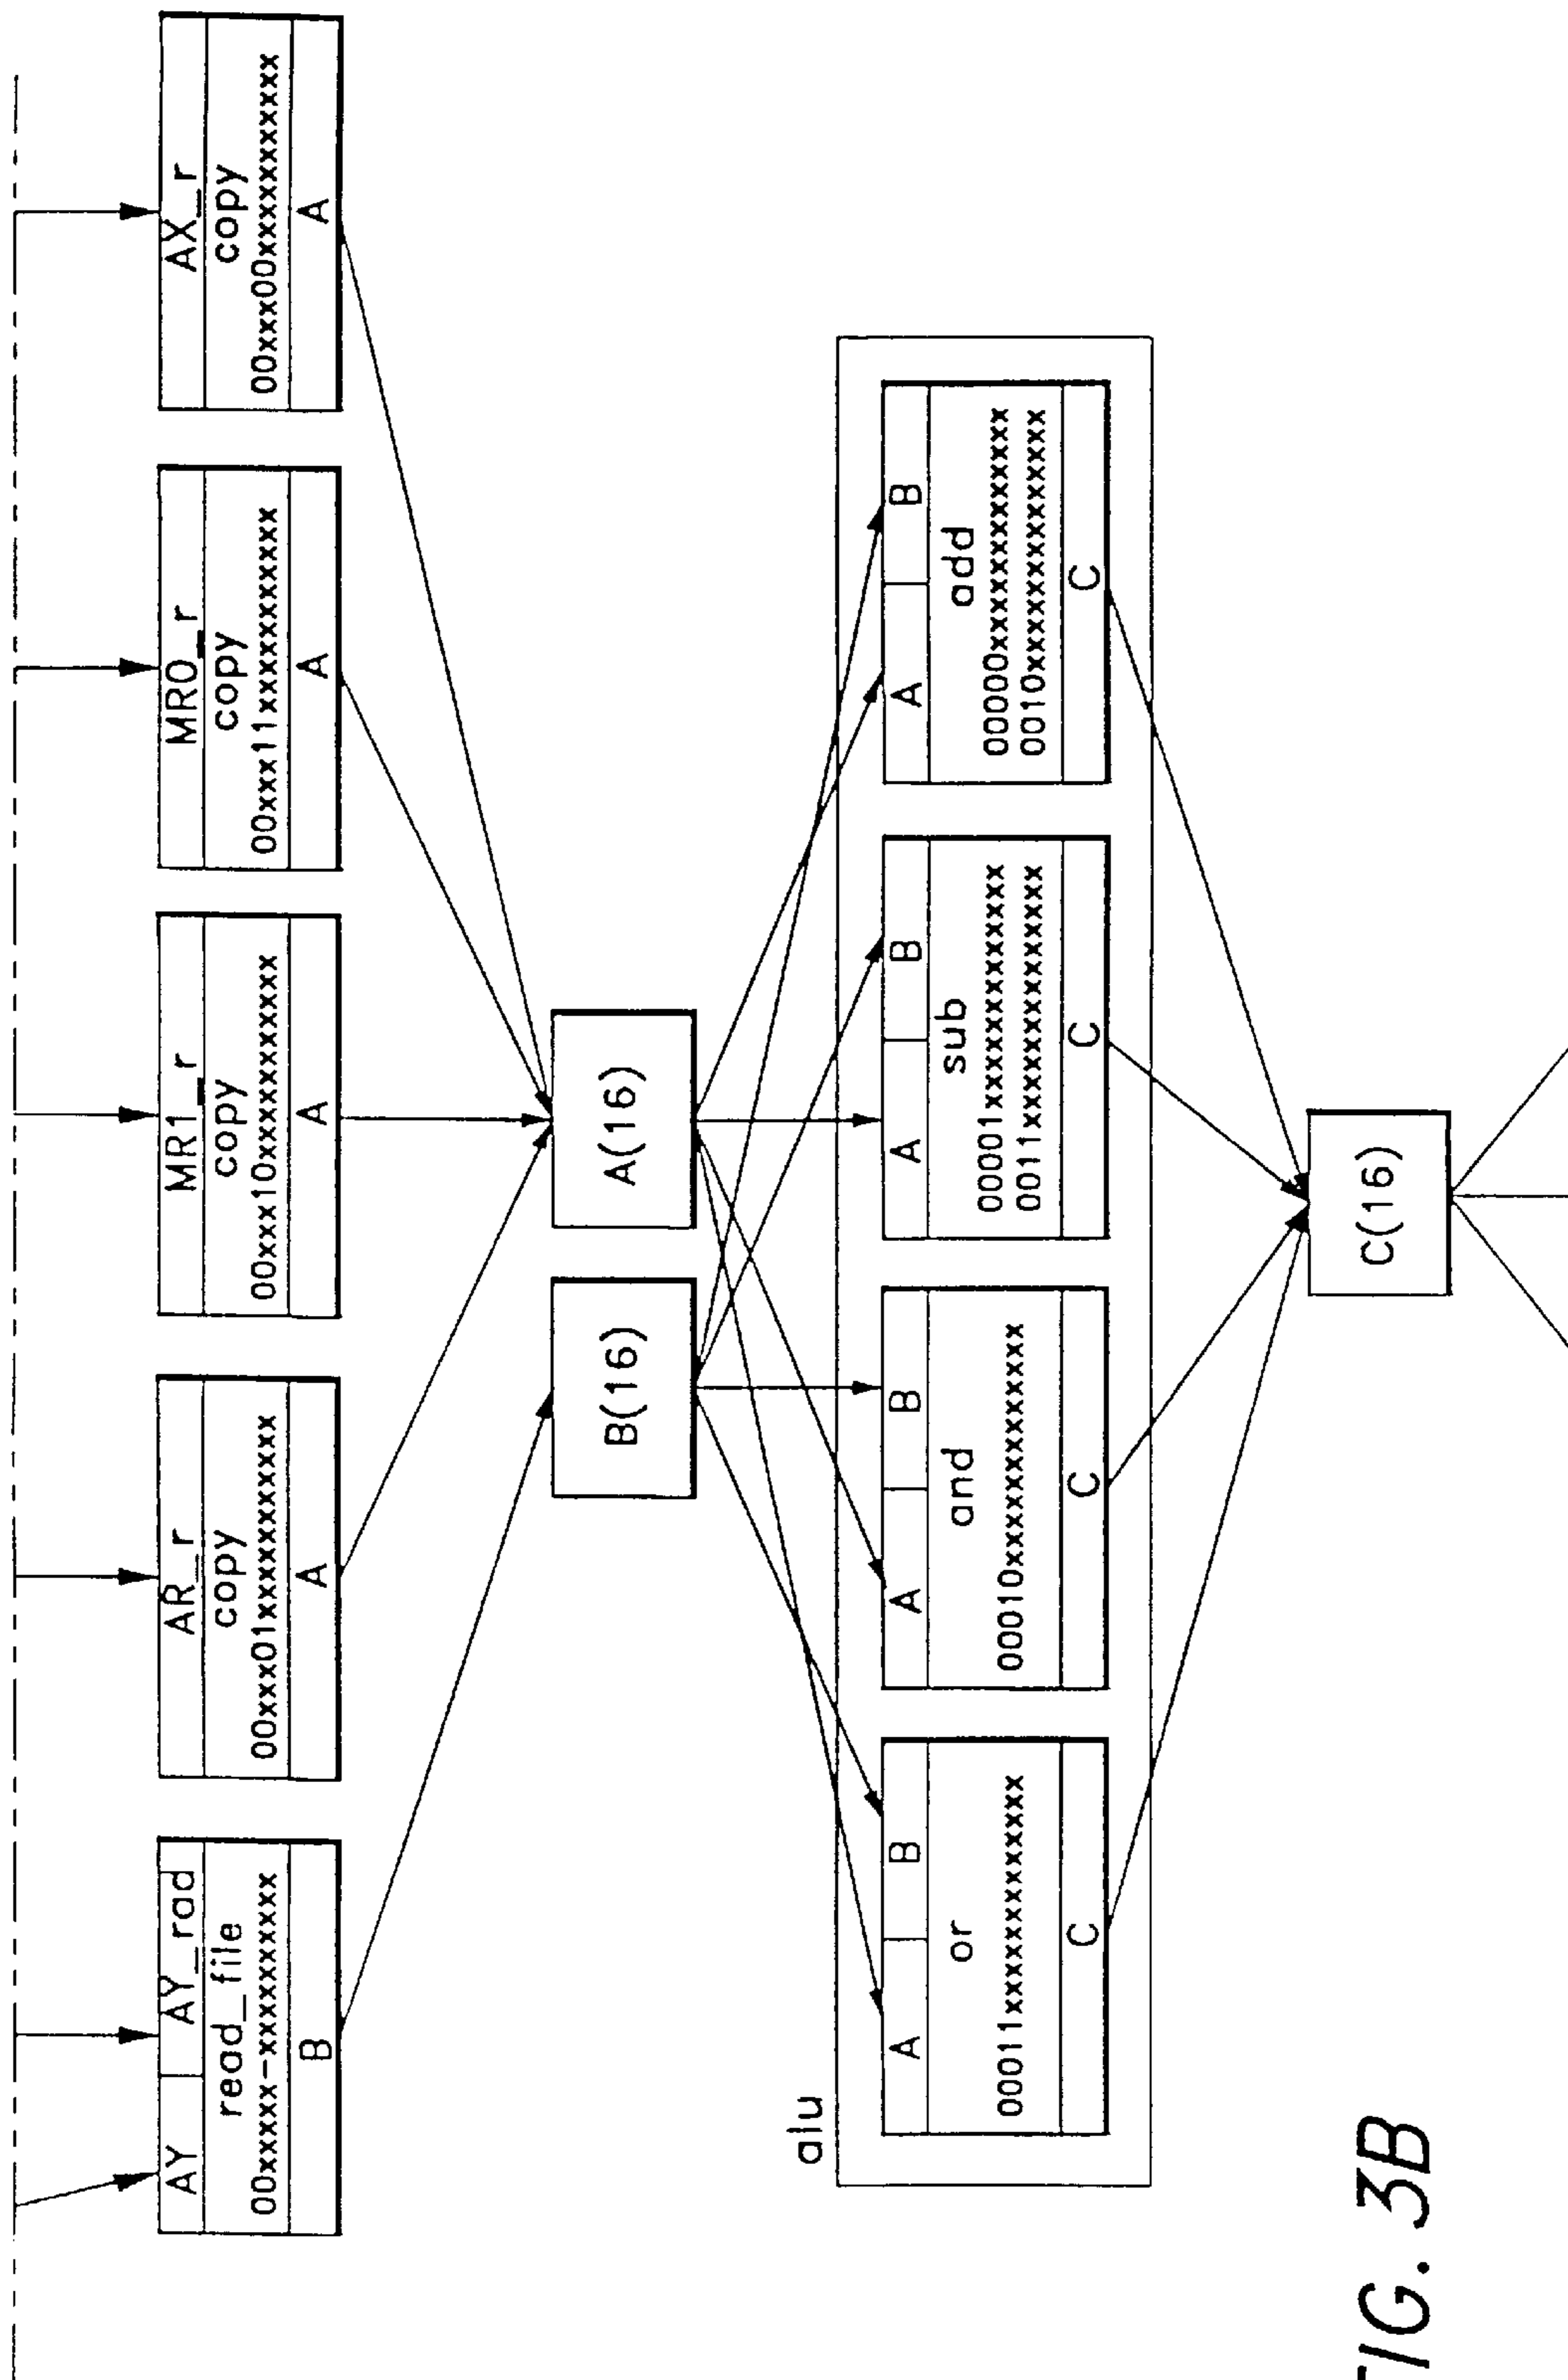 AY AY_rad
read_file
00xxxx-xxxxxxxxx
B
AR_r
copy
00xxx01xxxxxxxxx
A
MR1_r
copy
00xxx10xxxxxxxxx
A
MR0_r
copy
00xxx11xxxxxxxxx
A
AX_r
copy
00xxx00xxxxxxxxx
A
B(16)
A(16)
alu
A B
or
00011xxxxxxxxxxx
C
A B
and
00010xxxxxxxxxxx
C
A B
sub
00001xxxxxxxxxxx
0011xxxxxxxxxxxx
C
A B
add
00000xxxxxxxxxxx
0010xxxxxxxxxxxx
C
C(16)
FIG. 3B